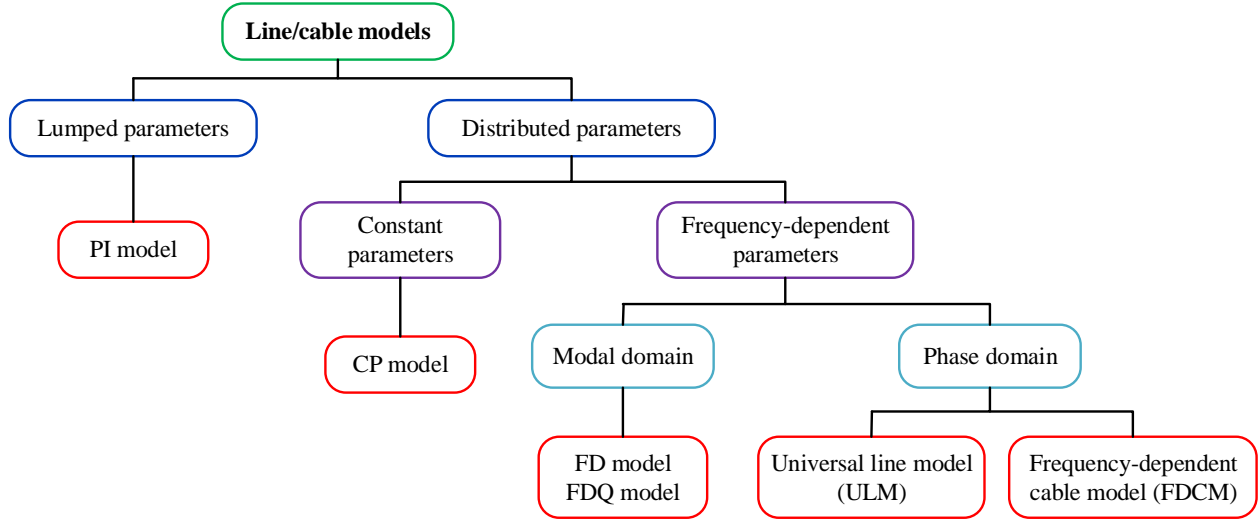 Line/cable models
Lumped parameters
Distributed parameters
PI model
Constant
parameters
Frequency-dependent
parameters
CP model
Modal domain
Phase domain
FD model
FDQ model
Universal line model
(ULM)
Frequency-dependent
cable model (FDCM)